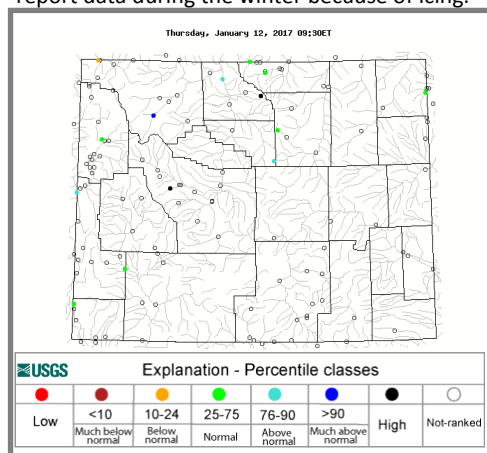 report data during the winter because of icing.
Thursday, January 12, 2017 09:30ET
USGS Explanation - Percentile classes
Low <10 10-24 25-75 76-90 >90 High Not-ranked
Much below normal Below normal Normal Above normal Much above normal